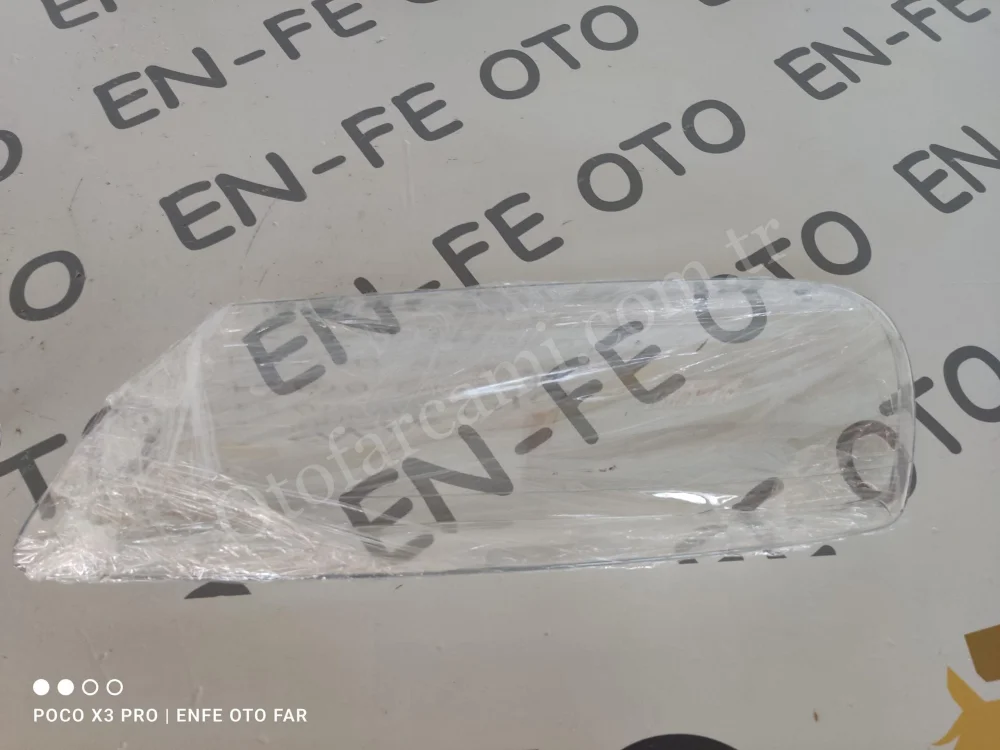 EN-FE OTO
EN-FE OTO
EN-FE OTO
EN-FE OTO
EN-FE
EN
OTO
otofarcami.com.tr
POCO X3 PRO | ENFE OTO FAR